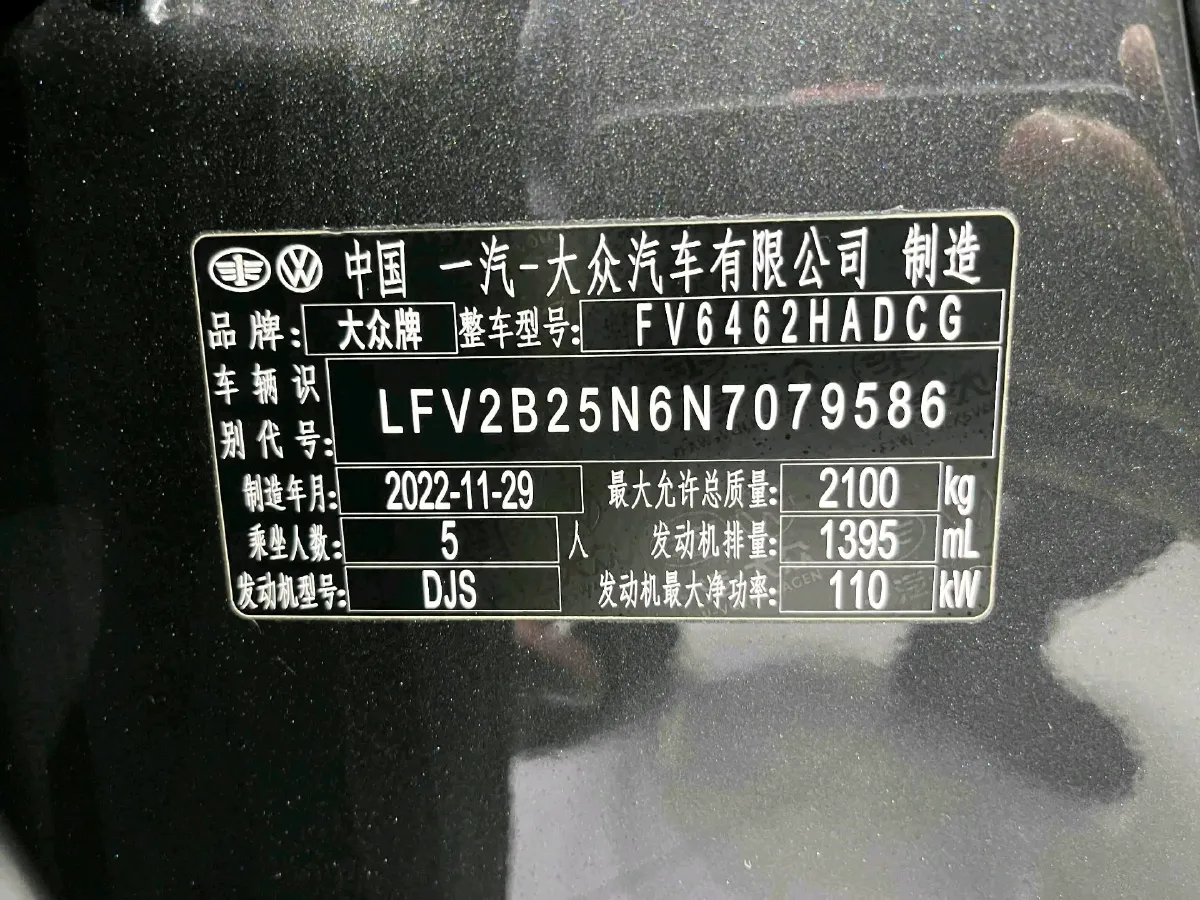 中国 一汽-大众汽车有限公司 制造
品牌: 大众牌 整车型号: FV6462HADCG
车辆识别代号: LFV2B25N6N7079586
制造年月: 2022-11-29 最大允许总质量: 2100 kg
乘坐人数: 5 人 发动机排量: 1395 mL
发动机型号: DJS 发动机最大净功率: 110 kW